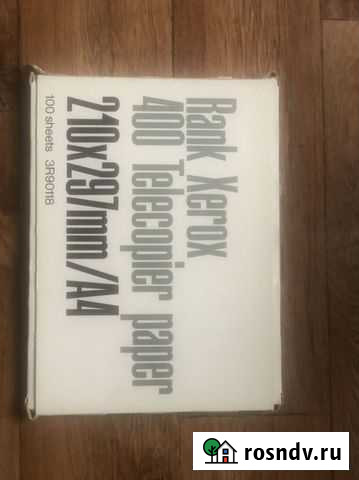 Rank Xerox
400 Telecopier paper
210x297mm/A4
100 sheets 3R90118
rosndv.ru